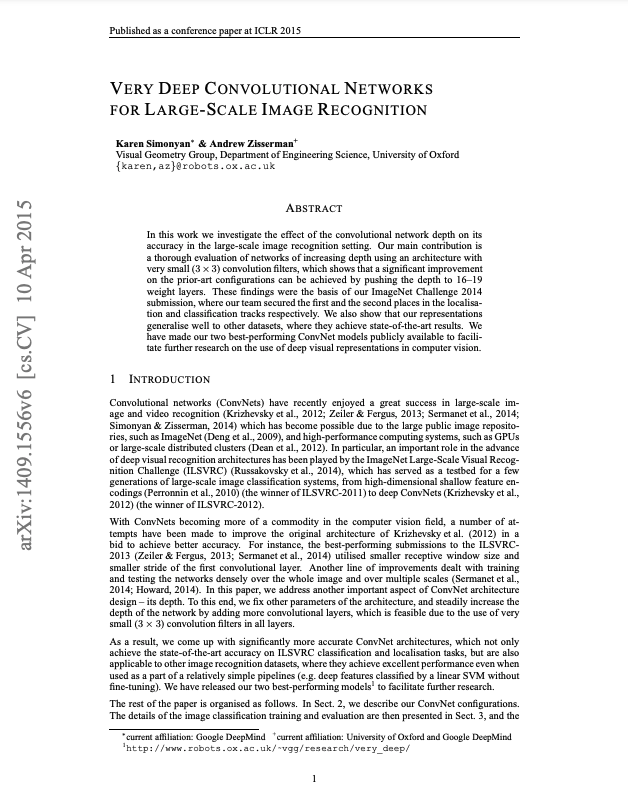 Published as a conference paper at ICLR 2015
VERY DEEP CONVOLUTIONAL NETWORKS
FOR LARGE-SCALE IMAGE RECOGNITION
Karen Simonyan* & Andrew Zisserman+
Visual Geometry Group, Department of Engineering Science, University of Oxford
{karen,az}@robots.ox.ac.uk
ABSTRACT
In this work we investigate the effect of the convolutional network depth on its
accuracy in the large-scale image recognition setting. Our main contribution is
a thorough evaluation of networks of increasing depth using an architecture with
very small (3 × 3) convolution filters, which shows that a significant improvement
on the prior-art configurations can be achieved by pushing the depth to 16–19
weight layers. These findings were the basis of our ImageNet Challenge 2014
submission, where our team secured the first and the second places in the localisa-
tion and classification tracks respectively. We also show that our representations
generalise well to other datasets, where they achieve state-of-the-art results. We
have made our two best-performing ConvNet models publicly available to facili-
tate further research on the use of deep visual representations in computer vision.
1 INTRODUCTION
Convolutional networks (ConvNets) have recently enjoyed a great success in large-scale im-
age and video recognition (Krizhevsky et al., 2012; Zeiler & Fergus, 2013; Sermanet et al., 2014;
Simonyan & Zisserman, 2014) which has become possible due to the large public image reposito-
ries, such as ImageNet (Deng et al., 2009), and high-performance computing systems, such as GPUs
or large-scale distributed clusters (Dean et al., 2012). In particular, an important role in the advance
of deep visual recognition architectures has been played by the ImageNet Large-Scale Visual Recog-
nition Challenge (ILSVRC) (Russakovsky et al., 2014), which has served as a testbed for a few
generations of large-scale image classification systems, from high-dimensional shallow feature en-
codings (Perronnin et al., 2010) (the winner of ILSVRC-2011) to deep ConvNets (Krizhevsky et al.,
2012) (the winner of ILSVRC-2012).
With ConvNets becoming more of a commodity in the computer vision field, a number of at-
tempts have been made to improve the original architecture of Krizhevsky et al. (2012) in a
bid to achieve better accuracy. For instance, the best-performing submissions to the ILSVRC-
2013 (Zeiler & Fergus, 2013; Sermanet et al., 2014) utilised smaller receptive window size and
smaller stride of the first convolutional layer. Another line of improvements dealt with training
and testing the networks densely over the whole image and over multiple scales (Sermanet et al.,
2014; Howard, 2014). In this paper, we address another important aspect of ConvNet architecture
design – its depth. To this end, we fix other parameters of the architecture, and steadily increase the
depth of the network by adding more convolutional layers, which is feasible due to the use of very
small (3 × 3) convolution filters in all layers.
As a result, we come up with significantly more accurate ConvNet architectures, which not only
achieve the state-of-the-art accuracy on ILSVRC classification and localisation tasks, but are also
applicable to other image recognition datasets, where they achieve excellent performance even when
used as a part of a relatively simple pipelines (e.g. deep features classified by a linear SVM without
fine-tuning). We have released our two best-performing models1 to facilitate further research.
The rest of the paper is organised as follows. In Sect. 2, we describe our ConvNet configurations.
The details of the image classification training and evaluation are then presented in Sect. 3, and the
*current affiliation: Google DeepMind +current affiliation: University of Oxford and Google DeepMind
1http://www.robots.ox.ac.uk/~vgg/research/very_deep/
1
arXiv:1409.1556v6 [cs.CV] 10 Apr 2015